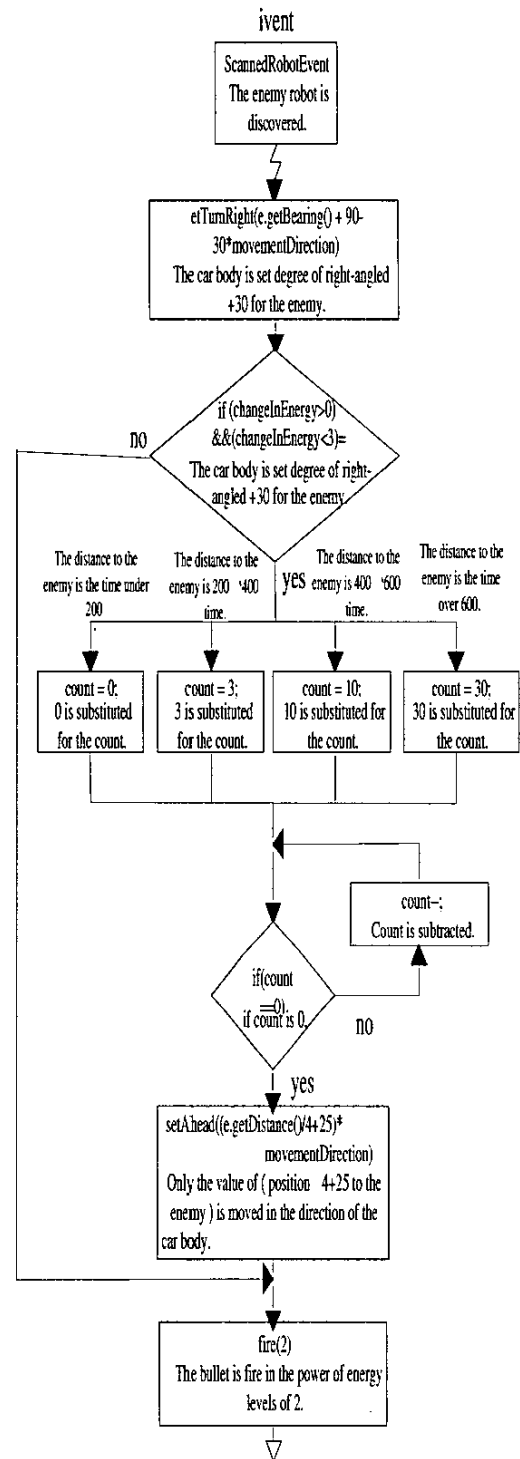 ivent
ScannedRobotEvent
The enemy robot is
discovered.
etTurnRight(e.getBearing() + 90-
30*movementDirection)
The car body is set degree of right-angled
+30 for the enemy.
if (changeInEnergy>0)
&&(changeInEnergy<3)=
The car body is set degree of right-
angled +30 for the enemy.
no
yes
The distance to the
enemy is the time under
200
The distance to the
enemy is 200 '400
time.
The distance to the
enemy is 400 '600
time.
The distance to the
enemy is the time
over 600.
count = 0;
0 is substituted
for the count.
count = 3;
3 is substituted
for the count.
count = 10;
10 is substituted for
the count.
count = 30;
30 is substituted for
the count.
count–;
Count is subtracted.
if(count
==0)
if count is 0,
no
yes
setAhead((e.getDistance()/4+25)*
movementDirection)
Only the value of ( position 4+25 to the
enemy ) is moved in the direction of the
car body.
fire(2)
The bullet is fire in the power of energy
levels of 2.